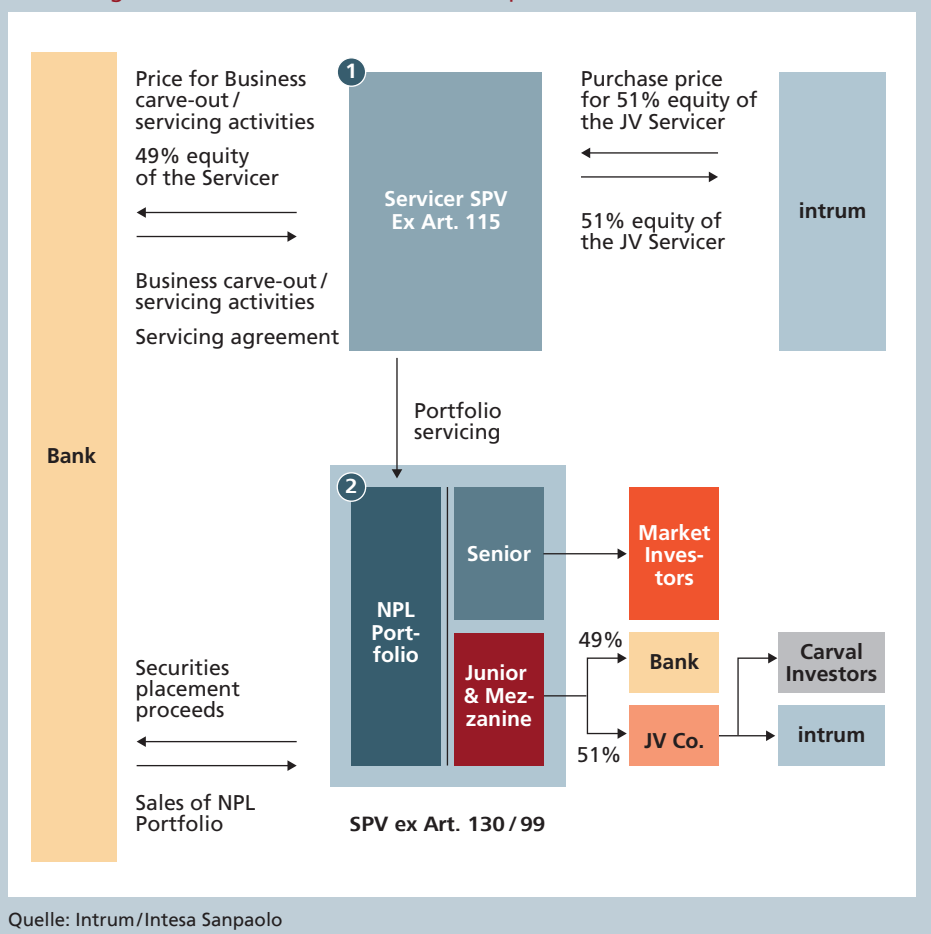 1
Price for Business
carve-out /
servicing activities
49% equity
of the Servicer
Business carve-out /
servicing activities
Servicing agreement
Servicer SPV
Ex Art. 115
Purchase price
for 51% equity of
the JV Servicer
51% equity of
the JV Servicer
intrum
Bank
Portfolio
servicing
2
NPL
Port-
folio
Senior
Junior
& Mez-
zanine
Market
Inves-
tors
49%
Bank
51%
JV Co.
Carval
Investors
intrum
Securities
placement
proceeds
Sales of NPL
Portfolio
SPV ex Art. 130 / 99
Quelle: Intrum/Intesa Sanpaolo